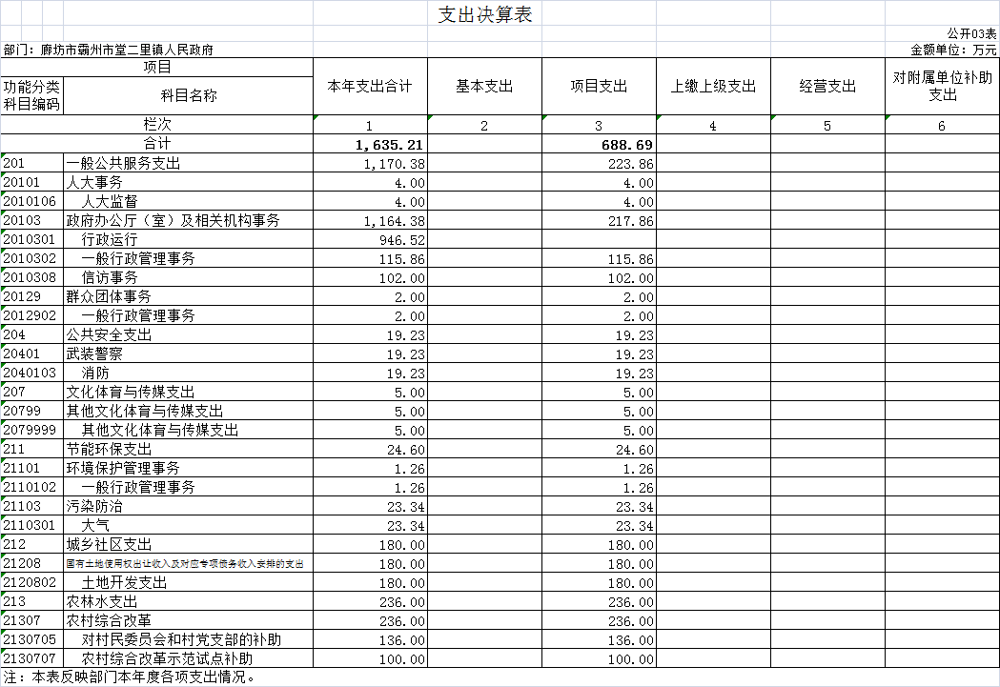 支出决算表
公开03表
部门：廊坊市霸州市堂二里镇人民政府 金额单位：万元
项目 本年支出合计 基本支出 项目支出 上缴上级支出 经营支出 对附属单位补助支出
功能分类科目编码 科目名称
栏次 1 2 3 4 5 6
合计 1,635.21 688.69
201 一般公共服务支出 1,170.38 223.86
20101 人大事务 4.00 4.00
2010106 人大监督 4.00 4.00
20103 政府办公厅（室）及相关机构事务 1,164.38 217.86
2010301 行政运行 946.52
2010302 一般行政管理事务 115.86 115.86
2010308 信访事务 102.00 102.00
20129 群众团体事务 2.00 2.00
2012902 一般行政管理事务 2.00 2.00
204 公共安全支出 19.23 19.23
20401 武装警察 19.23 19.23
2040103 消防 19.23 19.23
207 文化体育与传媒支出 5.00 5.00
20799 其他文化体育与传媒支出 5.00 5.00
2079999 其他文化体育与传媒支出 5.00 5.00
211 节能环保支出 24.60 24.60
21101 环境保护管理事务 1.26 1.26
2110102 一般行政管理事务 1.26 1.26
21103 污染防治 23.34 23.34
2110301 大气 23.34 23.34
212 城乡社区支出 180.00 180.00
21208 国有土地使用权出让收入及对应专项债务收入安排的支出 180.00 180.00
2120802 土地开发支出 180.00 180.00
213 农林水支出 236.00 236.00
21307 农村综合改革 236.00 236.00
2130705 对村民委员会和村党支部的补助 136.00 136.00
2130707 农村综合改革示范试点补助 100.00 100.00
注：本表反映部门本年度各项支出情况。